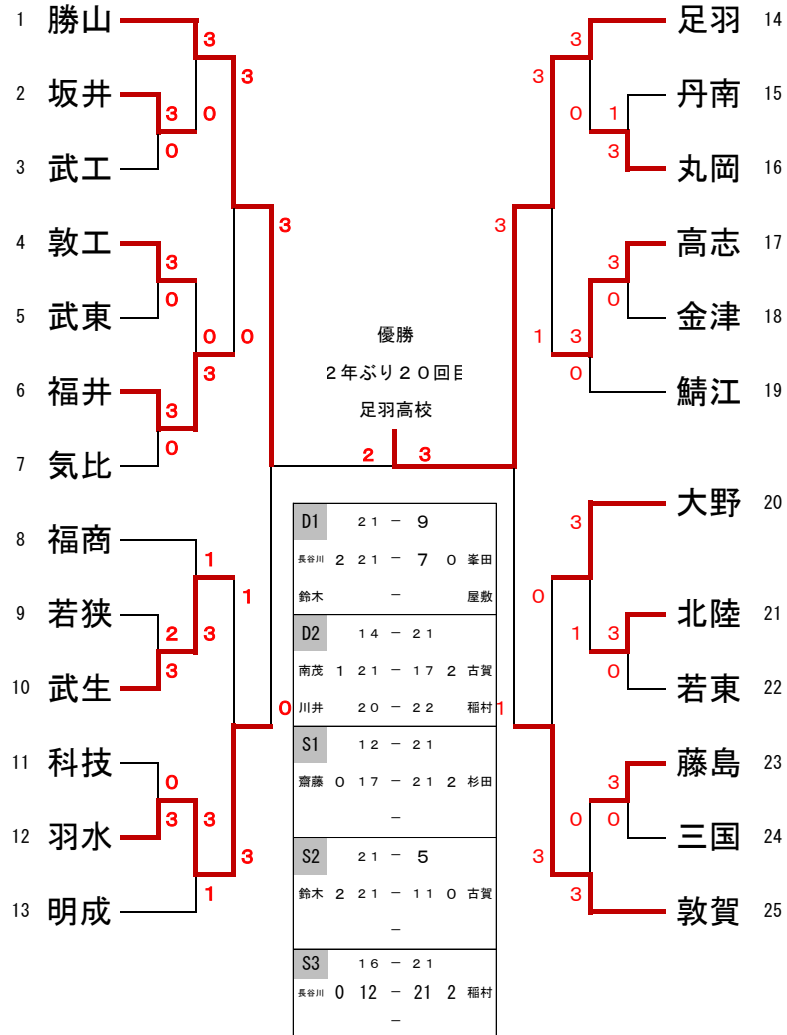 1 勝山
3
3
2 坂井
3 0
0
3 武工
3
4 敦工
3
0
5 武東
0 0
3
6 福井
3
0
7 気比
8 福商
1
1
9 若狭
2 3
3
10 武生
0
11 科技
0
3 3
12 羽水
3
1
13 明成
優勝
2年ぶり20回目
足羽高校
2 3
D1 21 - 9
長谷川 2 21 - 7 0 峯田
鈴木 - 屋敷
D2 14 - 21
南茂 1 21 - 17 2 古賀
川井 20 - 22 稲村
S1 12 - 21
齋藤 0 17 - 21 2 杉田
-
S2 21 - 5
鈴木 2 21 - 11 0 古賀
-
S3 16 - 21
長谷川 0 12 - 21 2 稲村
-
足羽 14
3
3
丹南 15
0 1
3
丸岡 16
3
高志 17
3
0
金津 18
1 3
0
鯖江 19
大野 20
3
0
北陸 21
1 3
0
若東 22
1
藤島 23
3
0 0
三国 24
3
3
敦賀 25